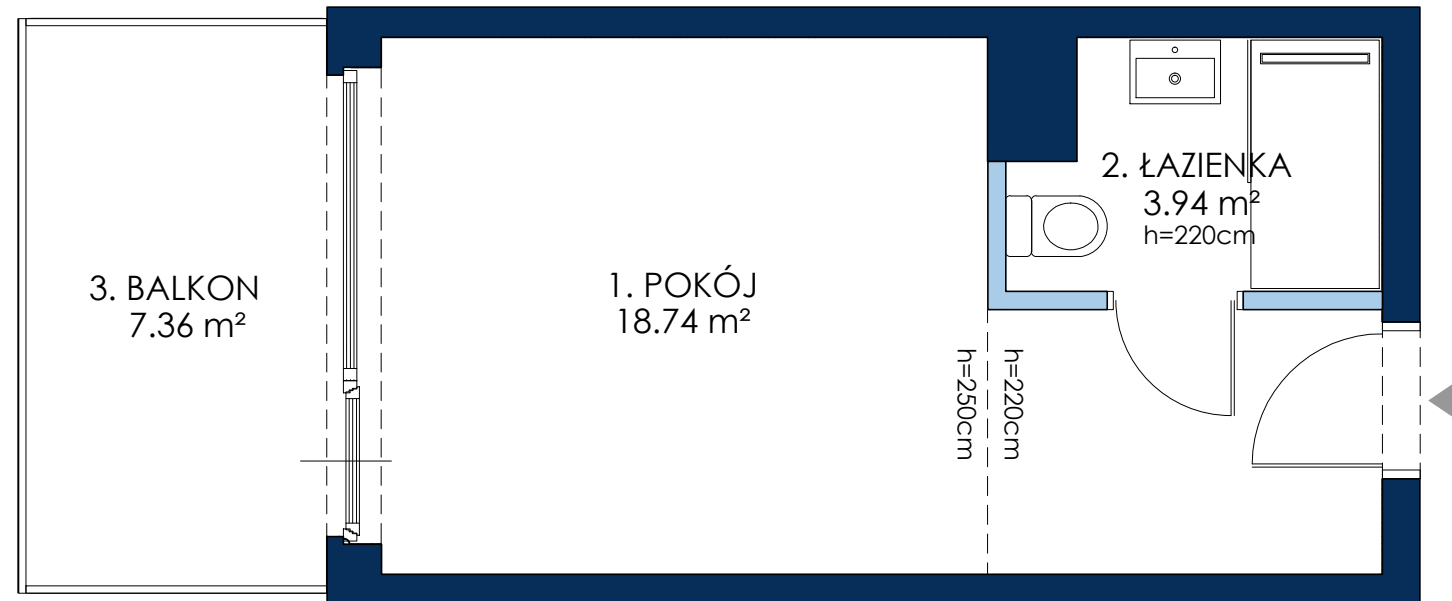 3. BALKON
7.36 m²
1. POKÓJ
18.74 m²
h=250cm
h=220cm
2. ŁAZIENKA
3.94 m²
h=220cm